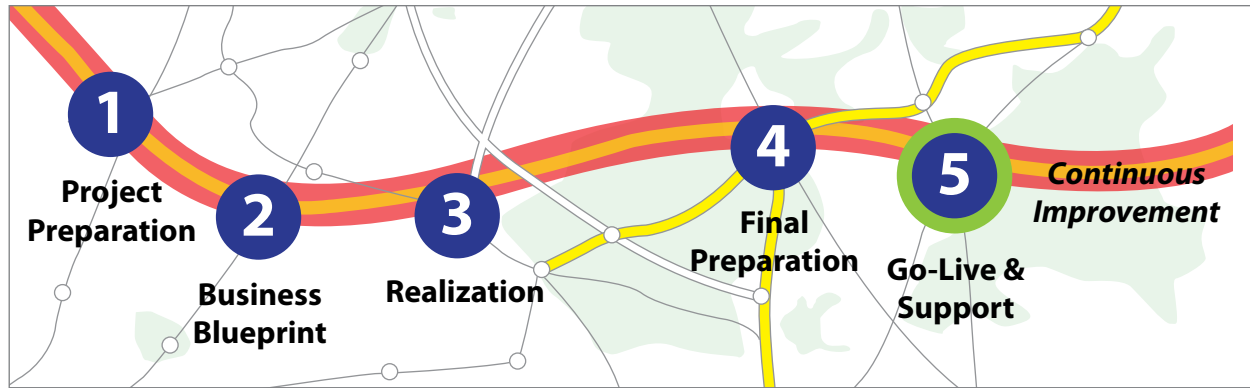 1
Project
Preparation
2
Business
Blueprint
3
Realization
4
Final
Preparation
5
Go-Live &
Support
Continuous
Improvement